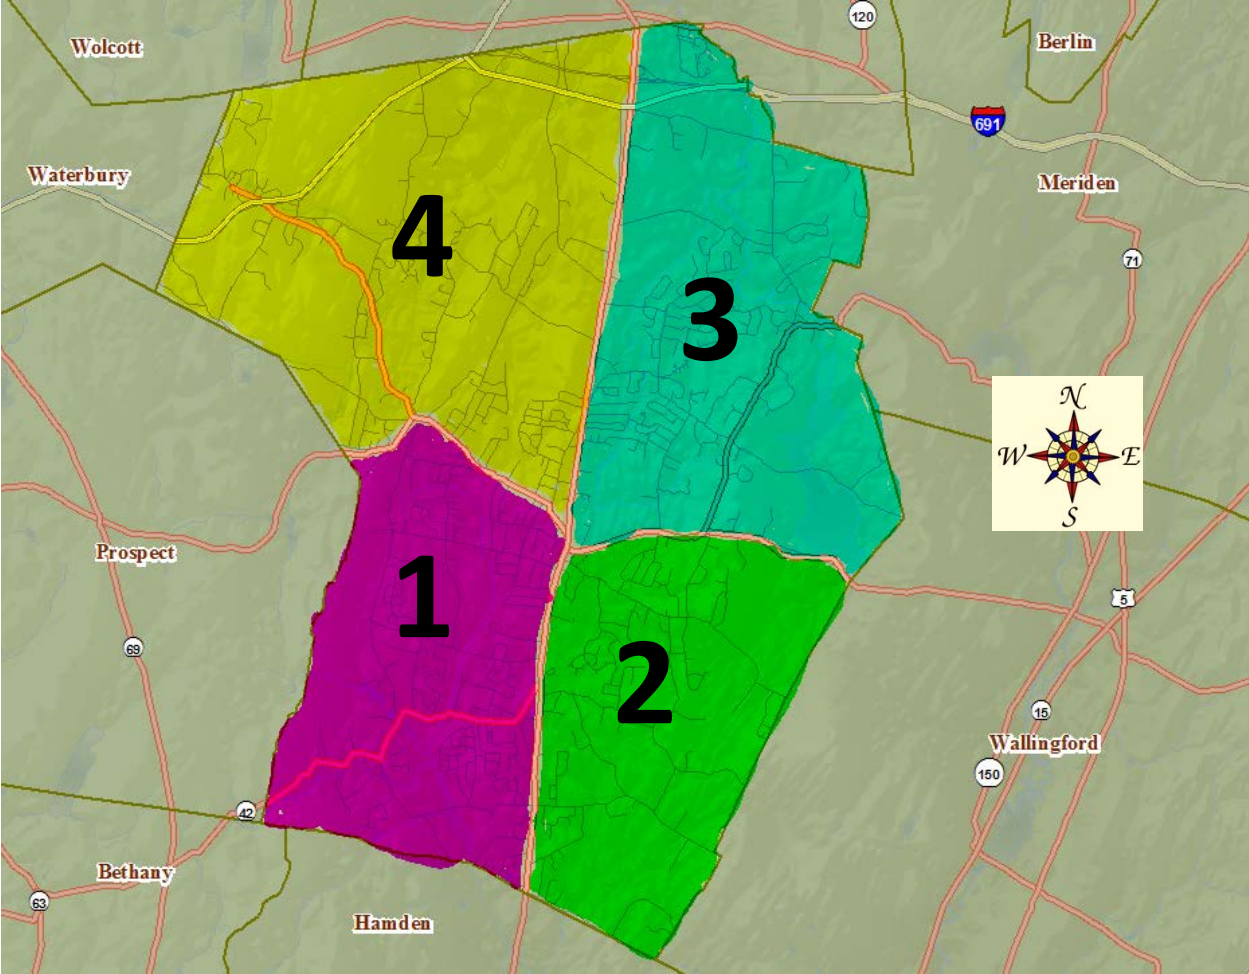 120
Wolcott
Berlin
691
Waterbury
Meriden
4
71
3
N
W
E
S
Prospect
1
5
69
2
15
Wallingford
150
42
Bethany
63
Hamden